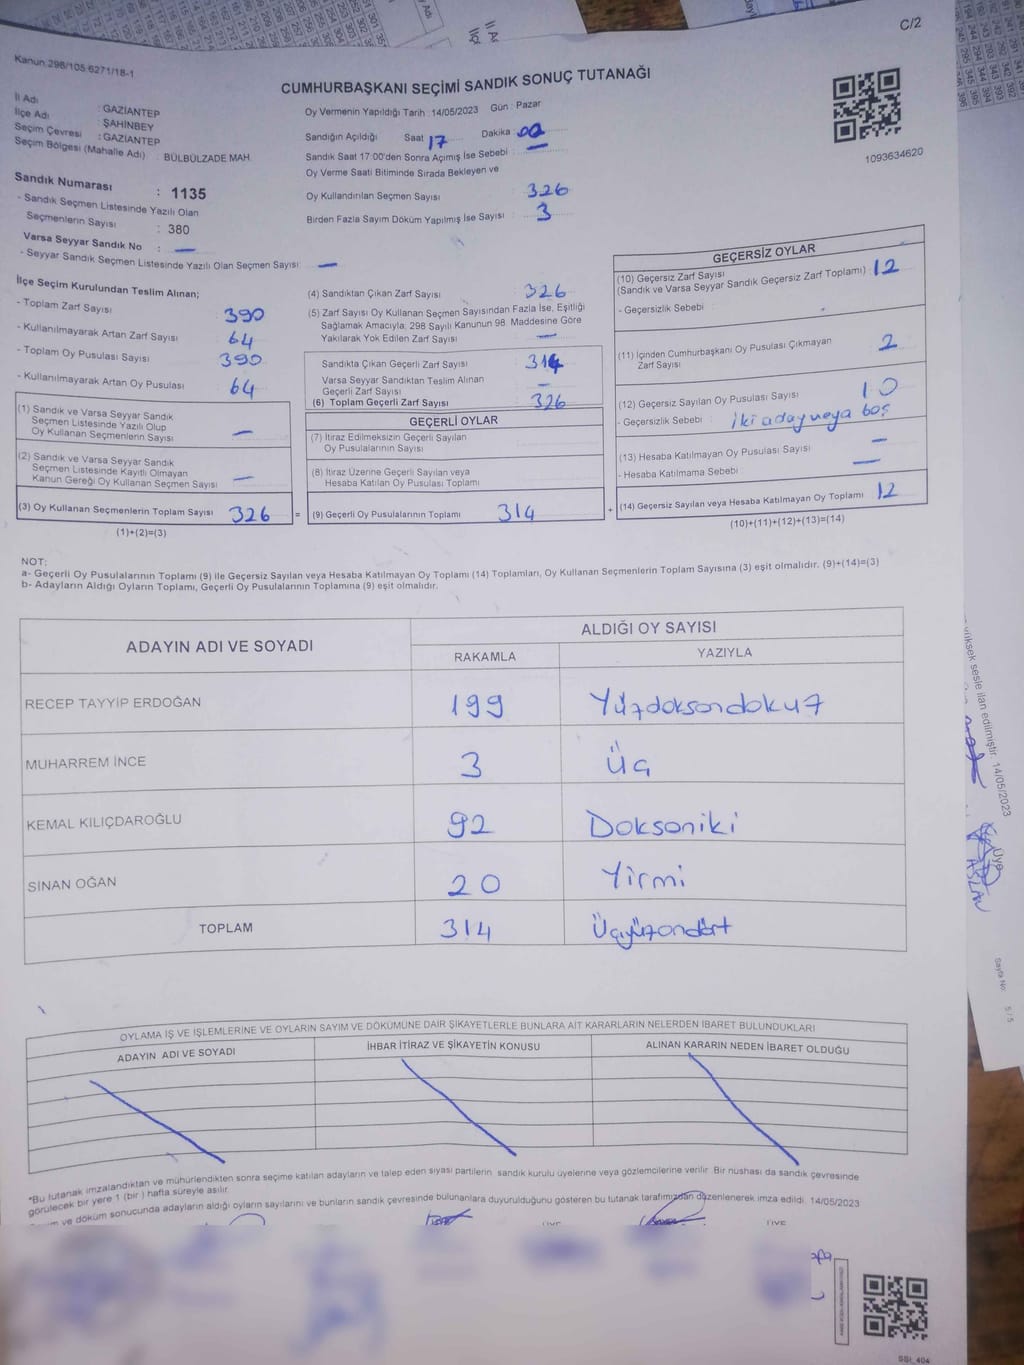 C/2
Kanun:298/105.6271/18-1
CUMHURBAŞKANI SEÇİMİ SANDIK SONUÇ TUTANAĞI
İl Adı : GAZİANTEP
İlçe Adı : ŞAHİNBEY
Seçim Çevresi : GAZİANTEP
Seçim Bölgesi (Mahalle Adı) : BÜLBÜLZADE MAH.
Oy Vermenin Yapıldığı Tarih : 14/05/2023 Gün : Pazar
Sandığın Açıldığı Saat 17 Dakika : 00
Sandık Saat 17:00'den Sonra Açımış İse Sebebi : —
Oy Verme Saati Bitiminde Sırada Bekleyen ve
Oy Kullandırılan Seçmen Sayısı 326
Birden Fazla Sayım Döküm Yapılmış İse Sayısı 3
1093634620
Sandık Numarası : 1135
- Sandık Seçmen Listesinde Yazılı Olan
Seçmenlerin Sayısı : 380
Varsa Seyyar Sandık No : —
- Seyyar Sandık Seçmen Listesinde Yazılı Olan Seçmen Sayısı: —
İlçe Seçim Kurulundan Teslim Alınan;
- Toplam Zarf Sayısı 390
- Kullanılmayarak Artan Zarf Sayısı 64
- Toplam Oy Pusulası Sayısı 390
- Kullanılmayarak Artan Oy Pusulası 64
(1) Sandık ve Varsa Seyyar Sandık
Seçmen Listesinde Yazılı Olup
Oy Kullanan Seçmenlerin Sayısı —
(2) Sandık ve Varsa Seyyar Sandık
Seçmen Listesinde Kayıtlı Olmayan
Kanun Gereği Oy Kullanan Seçmen Sayısı —
(3) Oy Kullanan Seçmenlerin Toplam Sayısı 326 =
(1)+(2)=(3)
(4) Sandıktan Çıkan Zarf Sayısı 326
(5) Zarf Sayısı Oy Kullanan Seçmen Sayısından Fazla İse, Eşitliği
Sağlamak Amacıyla; 298 Sayılı Kanunun 98. Maddesine Göre
Yakılarak Yok Edilen Zarf Sayısı —
Sandıkta Çıkan Geçerli Zarf Sayısı 314
Varsa Seyyar Sandıktan Teslim Alınan
Geçerli Zarf Sayısı —
(6) Toplam Geçerli Zarf Sayısı 326
GEÇERLİ OYLAR
(7) İtiraz Edilmeksizin Geçerli Sayılan
Oy Pusulalarının Sayısı
(8) İtiraz Üzerine Geçerli Sayılan veya
Hesaba Katılan Oy Pusulası Toplamı
(9) Geçerli Oy Pusulalarının Toplamı 314 +
GEÇERSİZ OYLAR
(10) Geçersiz Zarf Sayısı
(Sandık ve Varsa Seyyar Sandık Geçersiz Zarf Toplamı) 12
- Geçersizlik Sebebi :
(11) İçinden Cumhurbaşkanı Oy Pusulası Çıkmayan
Zarf Sayısı 2
(12) Geçersiz Sayılan Oy Pusulası Sayısı 10
- Geçersizlik Sebebi : İki aday veya boş
(13) Hesaba Katılmayan Oy Pusulası Sayısı —
- Hesaba Katılmama Sebebi : —
(14) Geçersiz Sayılan veya Hesaba Katılmayan Oy Toplamı 12
(10)+(11)+(12)+(13)=(14)
NOT:
a- Geçerli Oy Pusulalarının Toplamı (9) ile Geçersiz Sayılan veya Hesaba Katılmayan Oy Toplamı (14) Toplamları, Oy Kullanan Seçmenlerin Toplam Sayısına (3) eşit olmalıdır. (9)+(14)=(3)
b- Adayların Aldığı Oyların Toplamı, Geçerli Oy Pusulalarının Toplamına (9) eşit olmalıdır.
ADAYIN ADI VE SOYADI ALDIĞI OY SAYISI
RAKAMLA YAZIYLA
RECEP TAYYİP ERDOĞAN 199 Yüzdoksandokuz
MUHARREM İNCE 3 Üç
KEMAL KILIÇDAROĞLU 92 Doksaniki
SİNAN OĞAN 20 Yirmi
TOPLAM 314 Üçyüzondört
OYLAMA İŞ VE İŞLEMLERİNE VE OYLARIN SAYIM VE DÖKÜMÜNE DAİR ŞİKAYETLERLE BUNLARA AİT KARARLARIN NELERDEN İBARET BULUNDUKLARI
ADAYIN ADI VE SOYADI İHBAR İTİRAZ VE ŞİKAYETİN KONUSU ALINAN KARARIN NEDEN İBARET OLDUĞU
*Bu tutanak imzalandıktan ve mühürlendikten sonra seçime katılan adayların ve talep eden siyasi partilerin sandık kurulu üyelerine veya gözlemcilerine verilir. Bir nüshası da sandık çevresinde
görülecek bir yere 1 (bir) hafta süreyle asılır.
ve döküm sonucunda adayların aldığı oyların sayılarını ve bunların sandık çevresinde bulunanlara duyurulduğunu gösteren bu tutanak tarafımızdan düzenlenerek imza edildi. 14/05/2023
yüksek sesle ilan edilmiştir. 14/05/2023
Üye
ASLAN
Sayfa No: 5 / 5